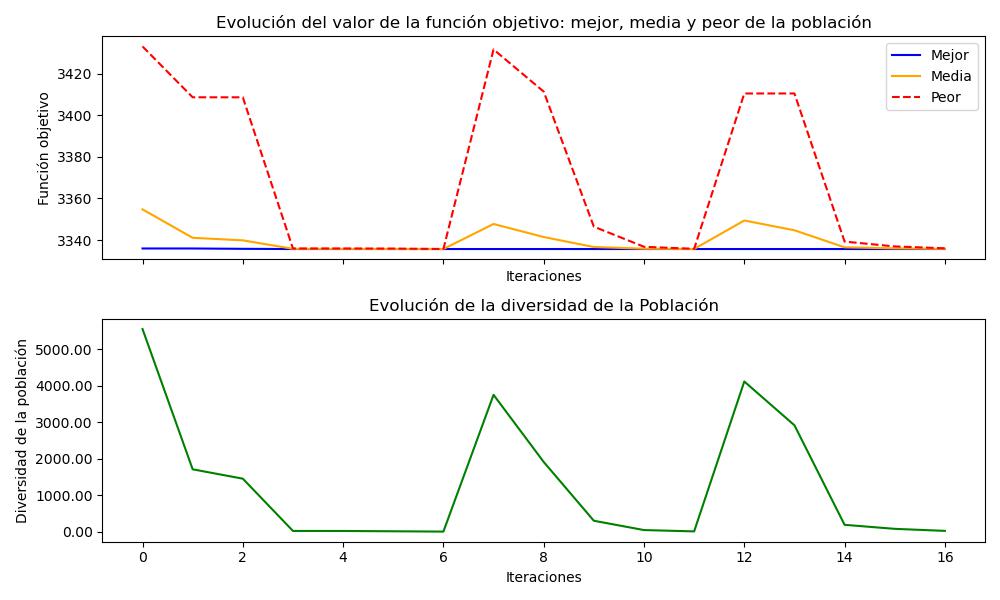 Evolución del valor de la función objetivo: mejor, media y peor de la población
Función objetivo
3420
3400
3380
3360
3340
Mejor
Media
Peor
Iteraciones
Evolución de la diversidad de la Población
Diversidad de la población
5000.00
4000.00
3000.00
2000.00
1000.00
0.00
0 2 4 6 8 10 12 14 16
Iteraciones